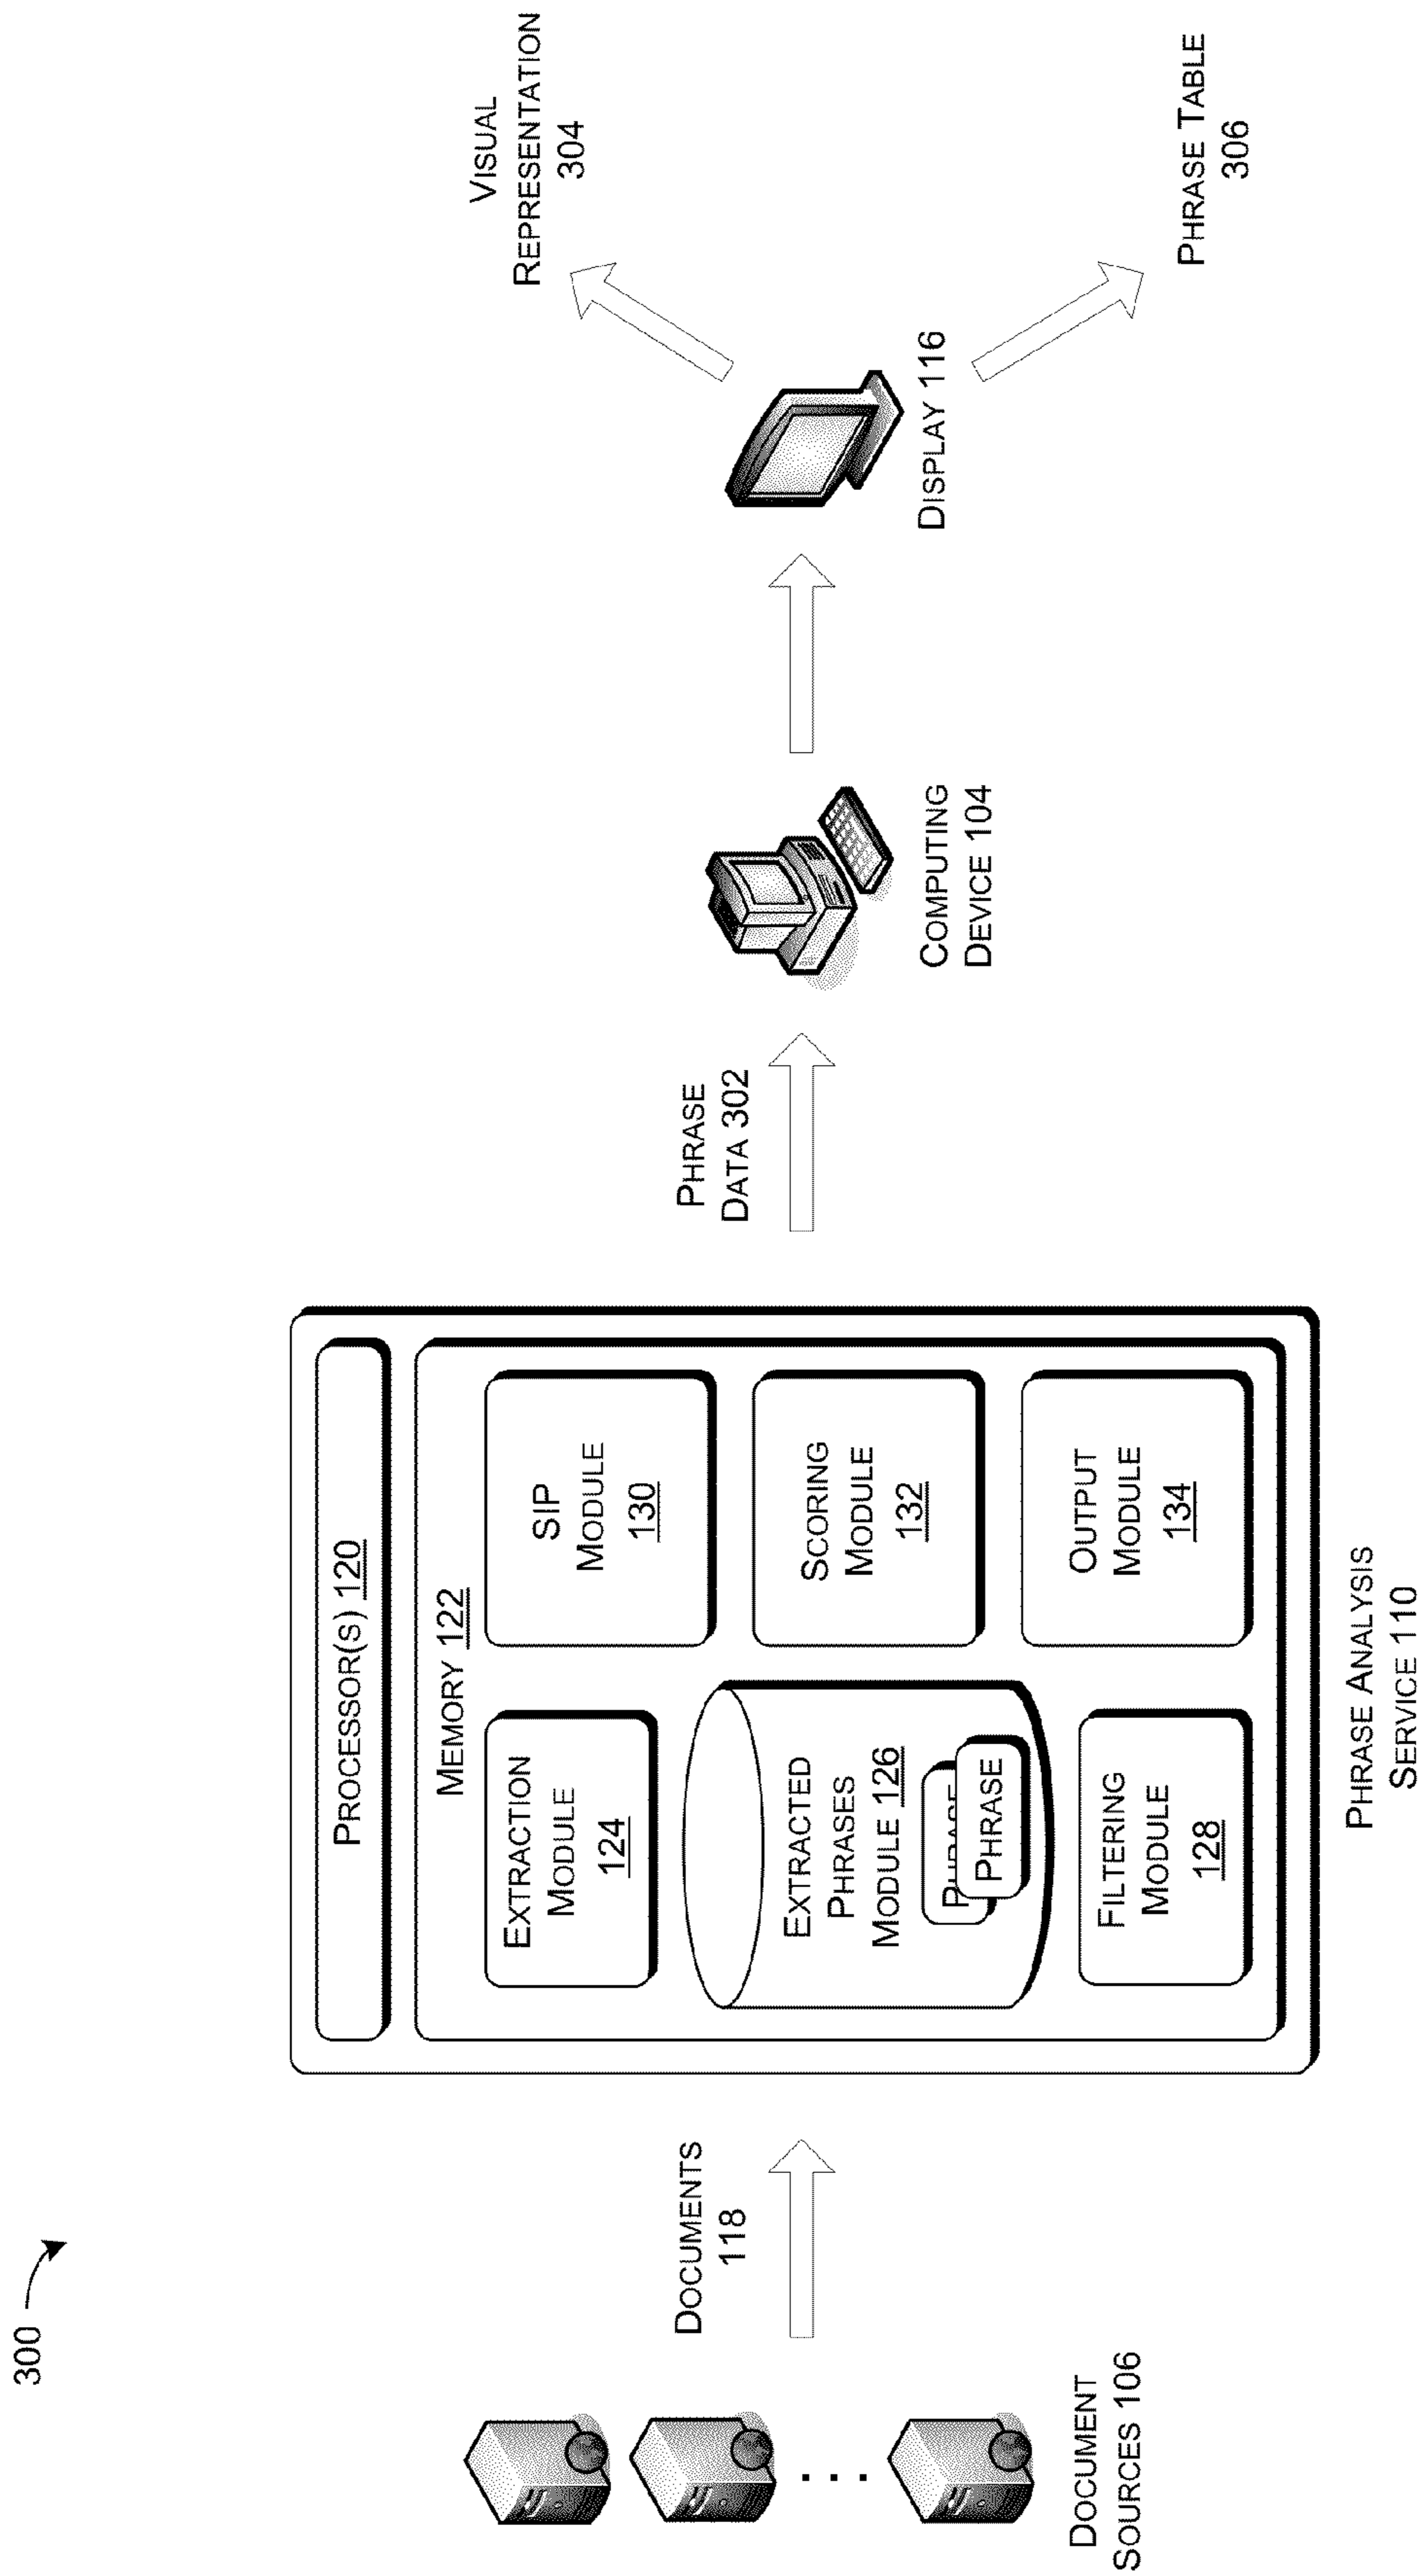 300
DOCUMENT
SOURCES 106
DOCUMENTS
118
PROCESSOR(S) 120
MEMORY 122
EXTRACTION
MODULE
124
SIP
MODULE
130
EXTRACTED
PHRASES
MODULE 126
PHRASE
PHRASE
SCORING
MODULE
132
FILTERING
MODULE
128
OUTPUT
MODULE
134
PHRASE ANALYSIS
SERVICE 110
PHRASE
DATA 302
COMPUTING
DEVICE 104
DISPLAY 116
VISUAL
REPRESENTATION
304
PHRASE TABLE
306